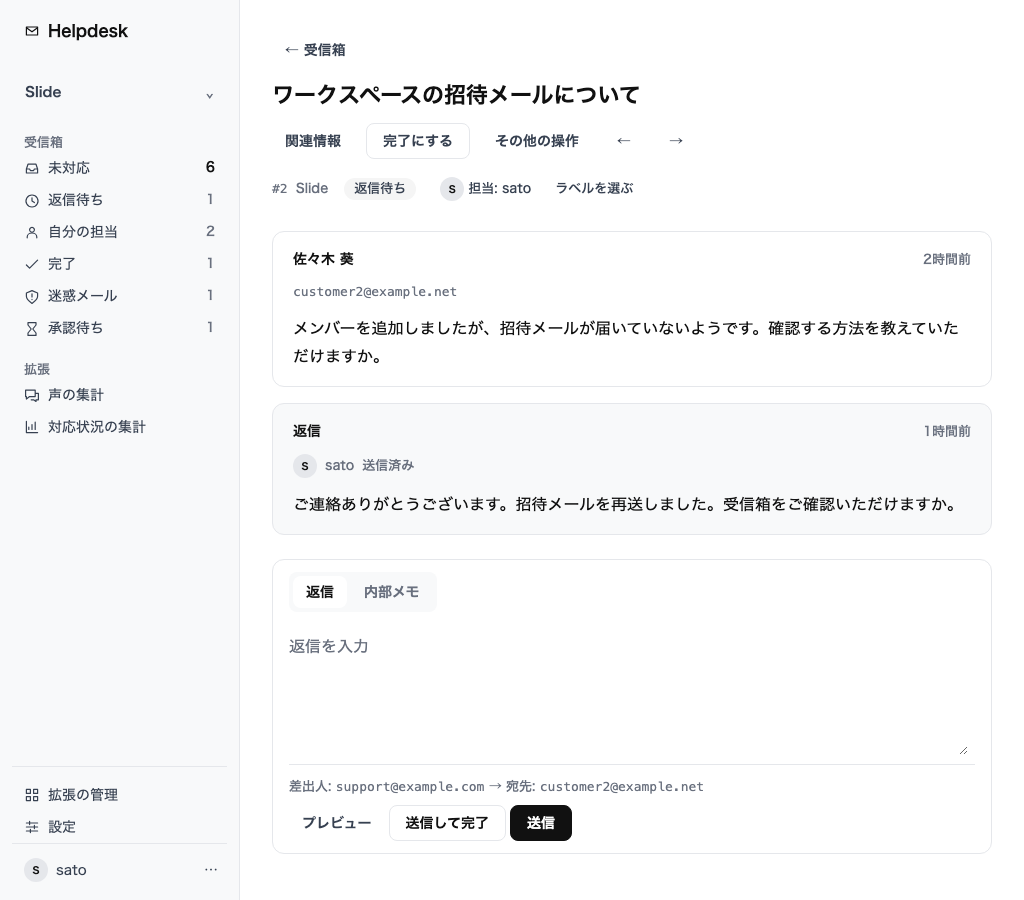 Helpdesk
Slide
受信箱
未対応 6
返信待ち 1
自分の担当 2
完了 1
迷惑メール 1
承認待ち 1
拡張
声の集計
対応状況の集計
拡張の管理
設定
S sato ···
← 受信箱
ワークスペースの招待メールについて
関連情報 完了にする その他の操作 ← →
#2 Slide 返信待ち S 担当: sato ラベルを選ぶ
佐々木 葵 2時間前
customer2@example.net
メンバーを追加しましたが、招待メールが届いていないようです。確認する方法を教えていた
だけますか。
返信 1時間前
S sato 送信済み
ご連絡ありがとうございます。招待メールを再送しました。受信箱をご確認いただけますか。
返信 内部メモ
返信を入力
差出人: support@example.com → 宛先: customer2@example.net
プレビュー 送信して完了 送信